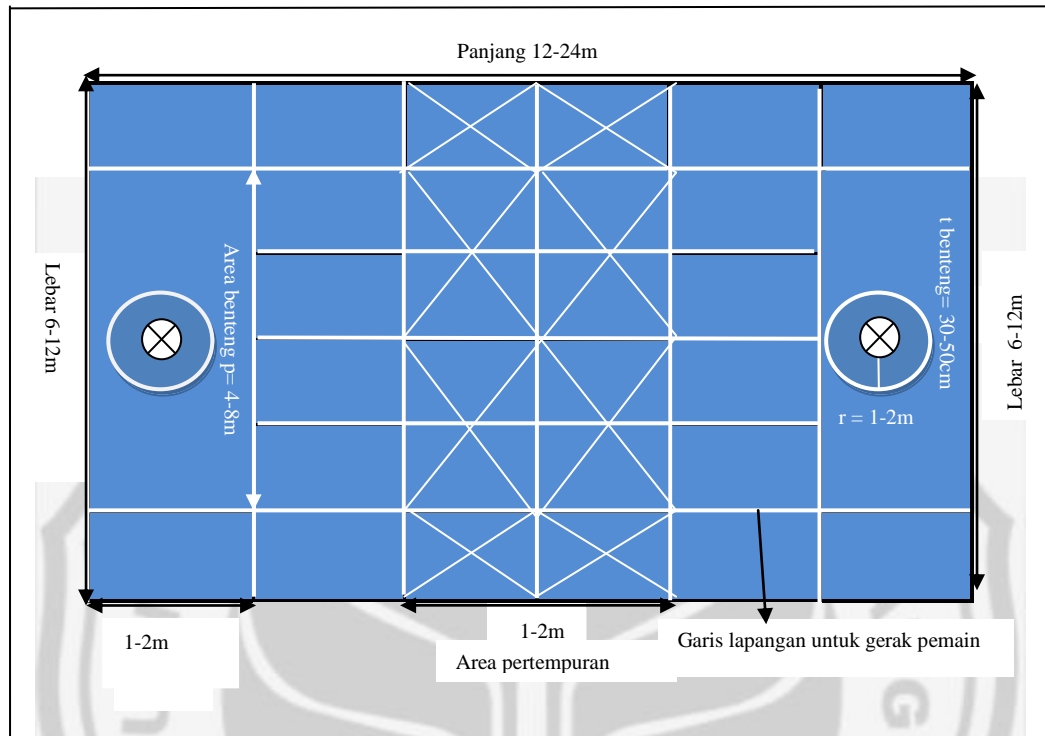 Panjang 12-24m
Lebar 6-12m
Area benteng p= 4-8m
t benteng= 30-50cm
r = 1-2m
Lebar 6-12m
1-2m
1-2m
Area pertempuran
Garis lapangan untuk gerak pemain